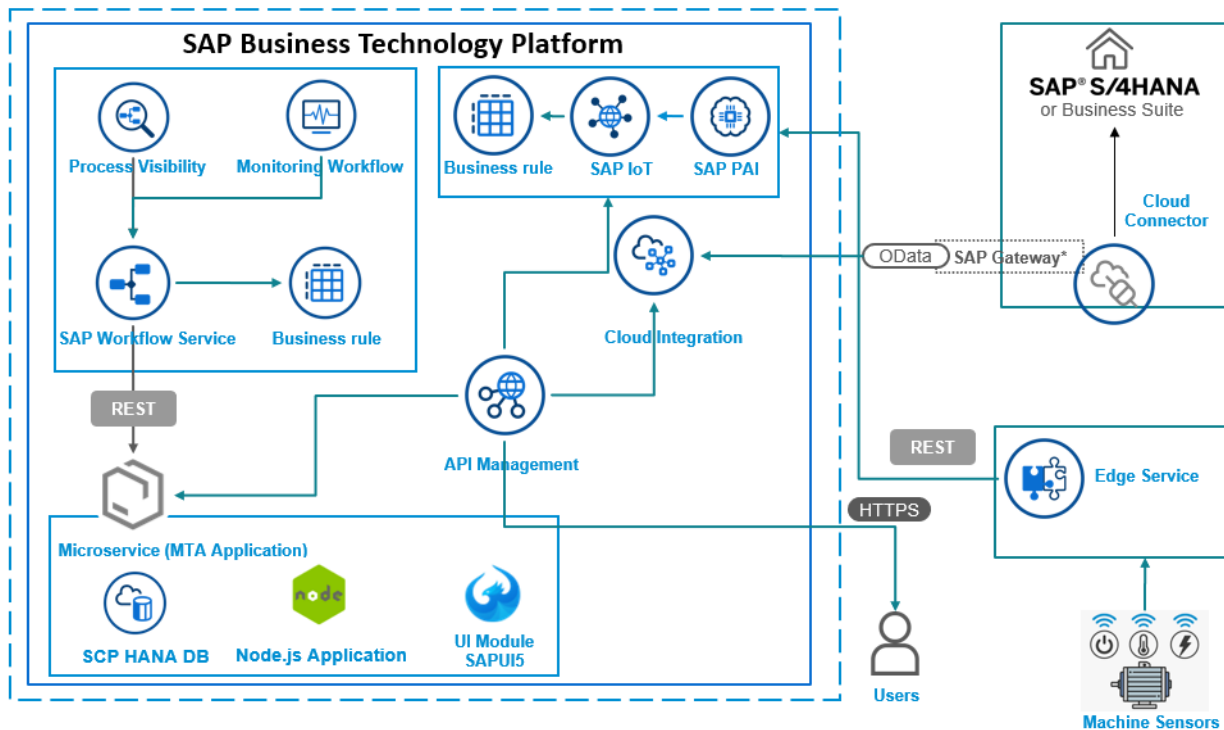 SAP Business Technology Platform
Process Visibility
Monitoring Workflow
SAP Workflow Service
Business rule
REST
Business rule
SAP IoT
SAP PAI
Cloud Integration
API Management
Microservice (MTA Application)
SCP HANA DB
node
Node.js Application
UI Module
SAPUI5
SAP® S/4HANA
or Business Suite
Cloud
Connector
OData
SAP Gateway*
REST
Edge Service
HTTPS
Users
Machine Sensors